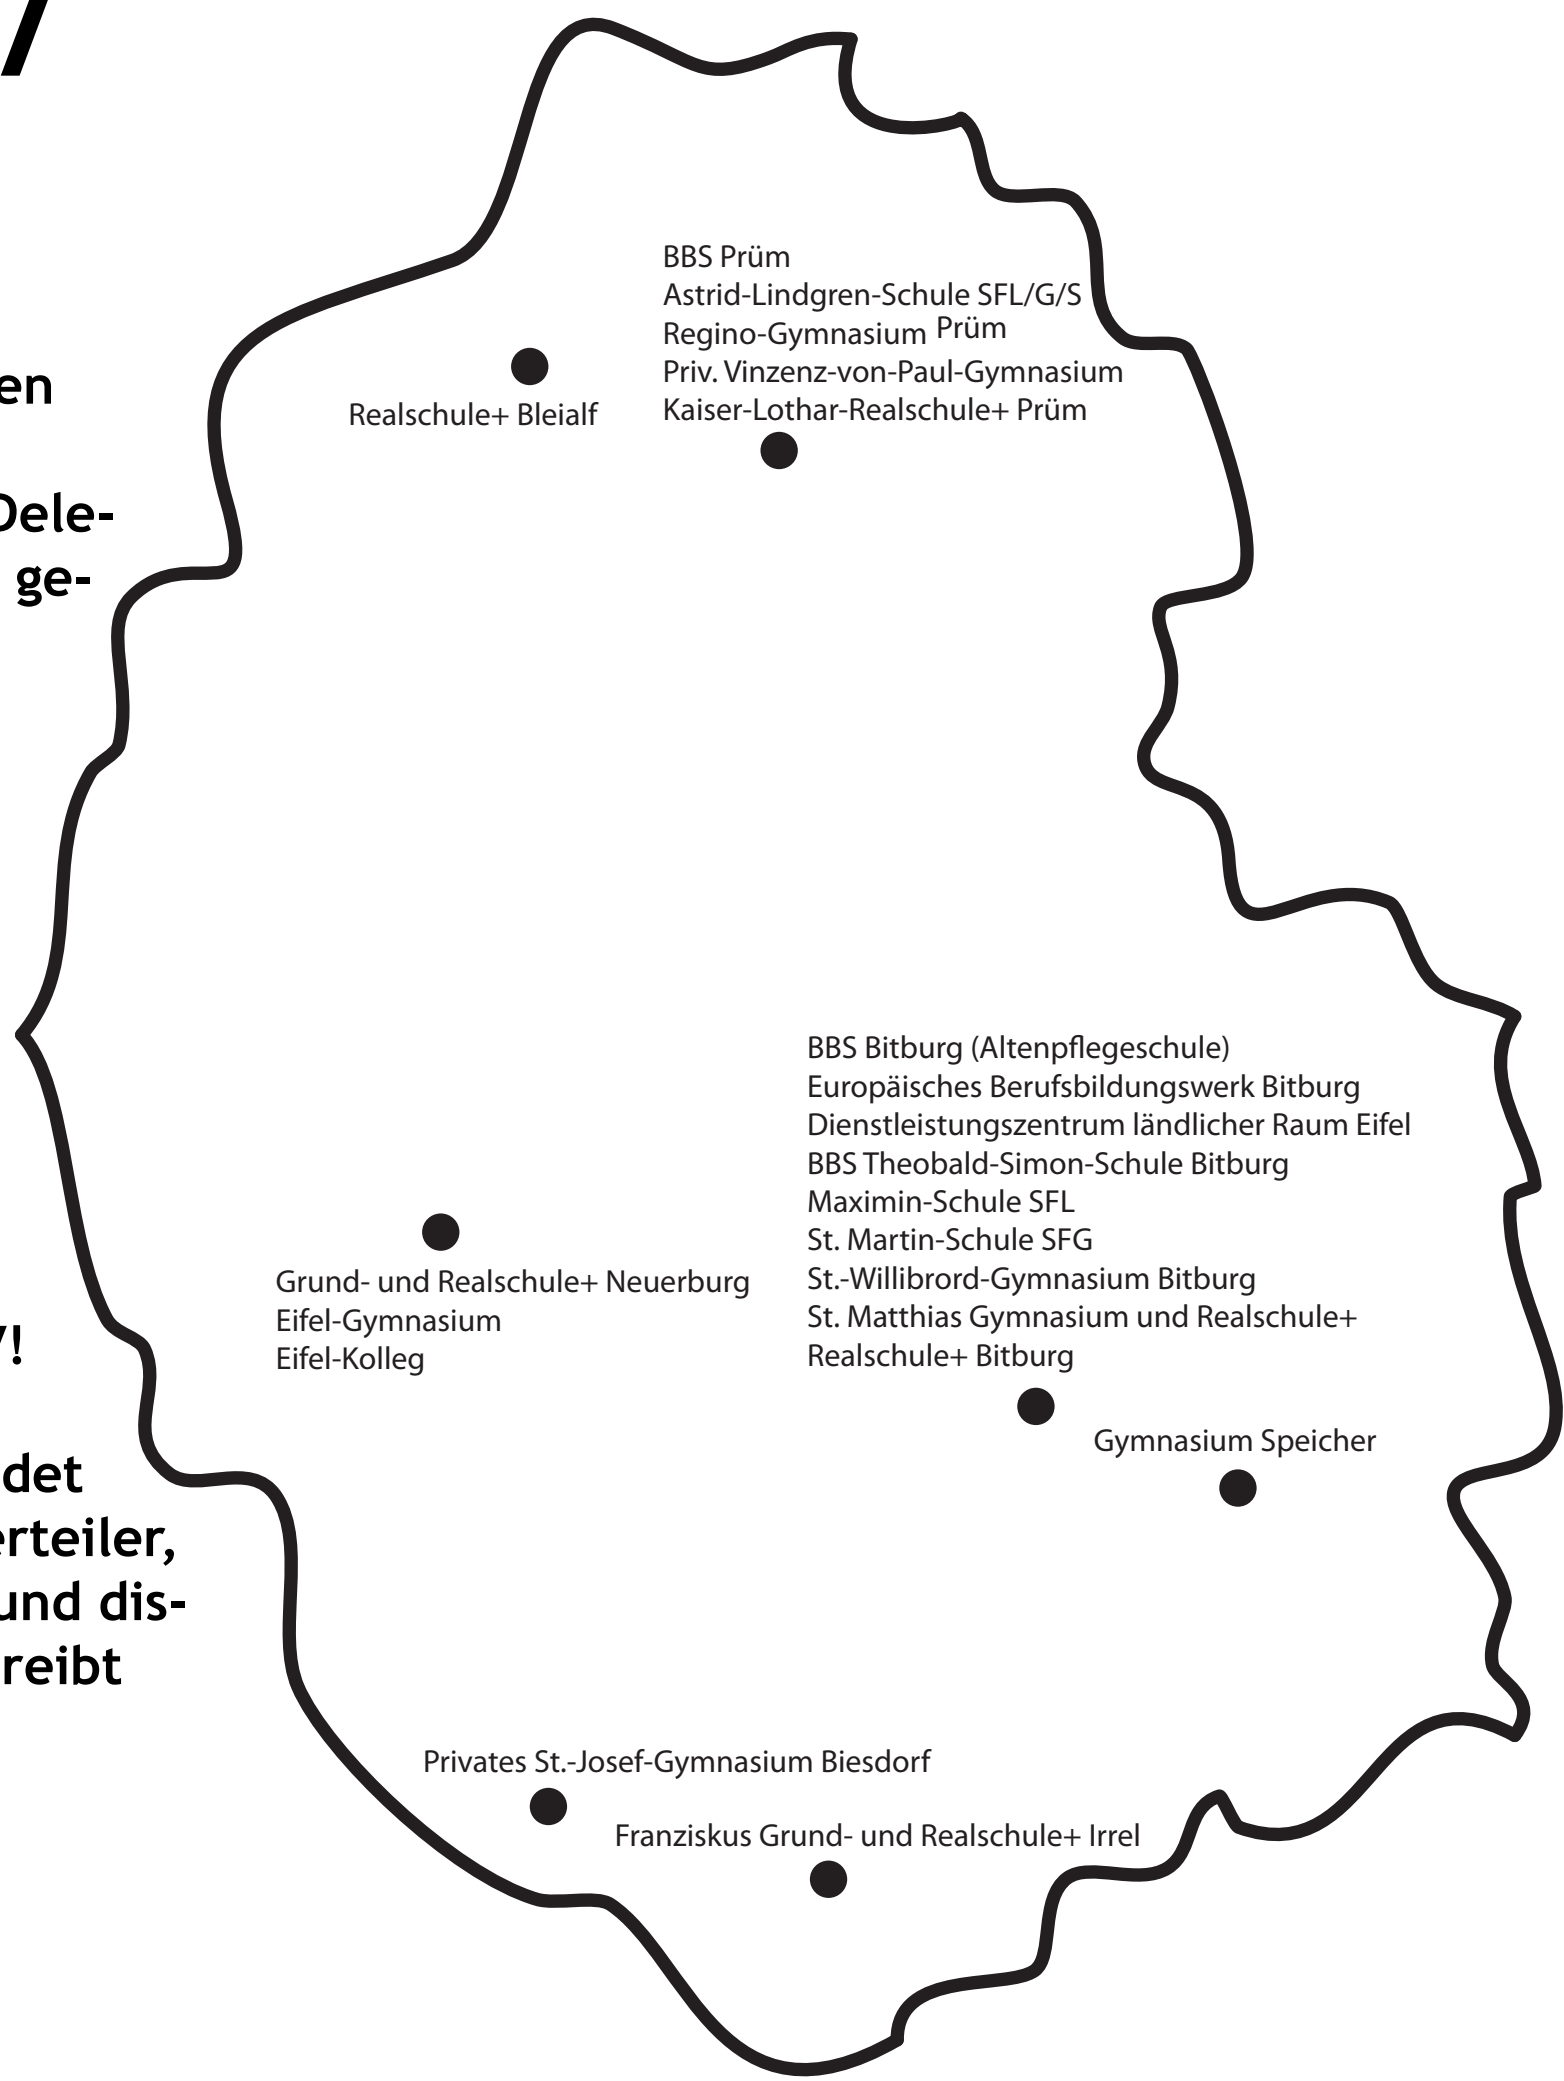 en
Dele-
ge-
!
det
erteiler,
und dis-
reibt
BBS Prüm
Astrid-Lindgren-Schule SFL/G/S
Regino-Gymnasium Prüm
Priv. Vinzenz-von-Paul-Gymnasium
Kaiser-Lothar-Realschule+ Prüm
Realschule+ Bleialf
BBS Bitburg (Altenpflegeschule)
Europäisches Berufsbildungswerk Bitburg
Dienstleistungszentrum ländlicher Raum Eifel
BBS Theobald-Simon-Schule Bitburg
Maximin-Schule SFL
St. Martin-Schule SFG
St.-Willibrord-Gymnasium Bitburg
St. Matthias Gymnasium und Realschule+
Realschule+ Bitburg
Grund- und Realschule+ Neuerburg
Eifel-Gymnasium
Eifel-Kolleg
Gymnasium Speicher
Privates St.-Josef-Gymnasium Biesdorf
Franziskus Grund- und Realschule+ Irrel